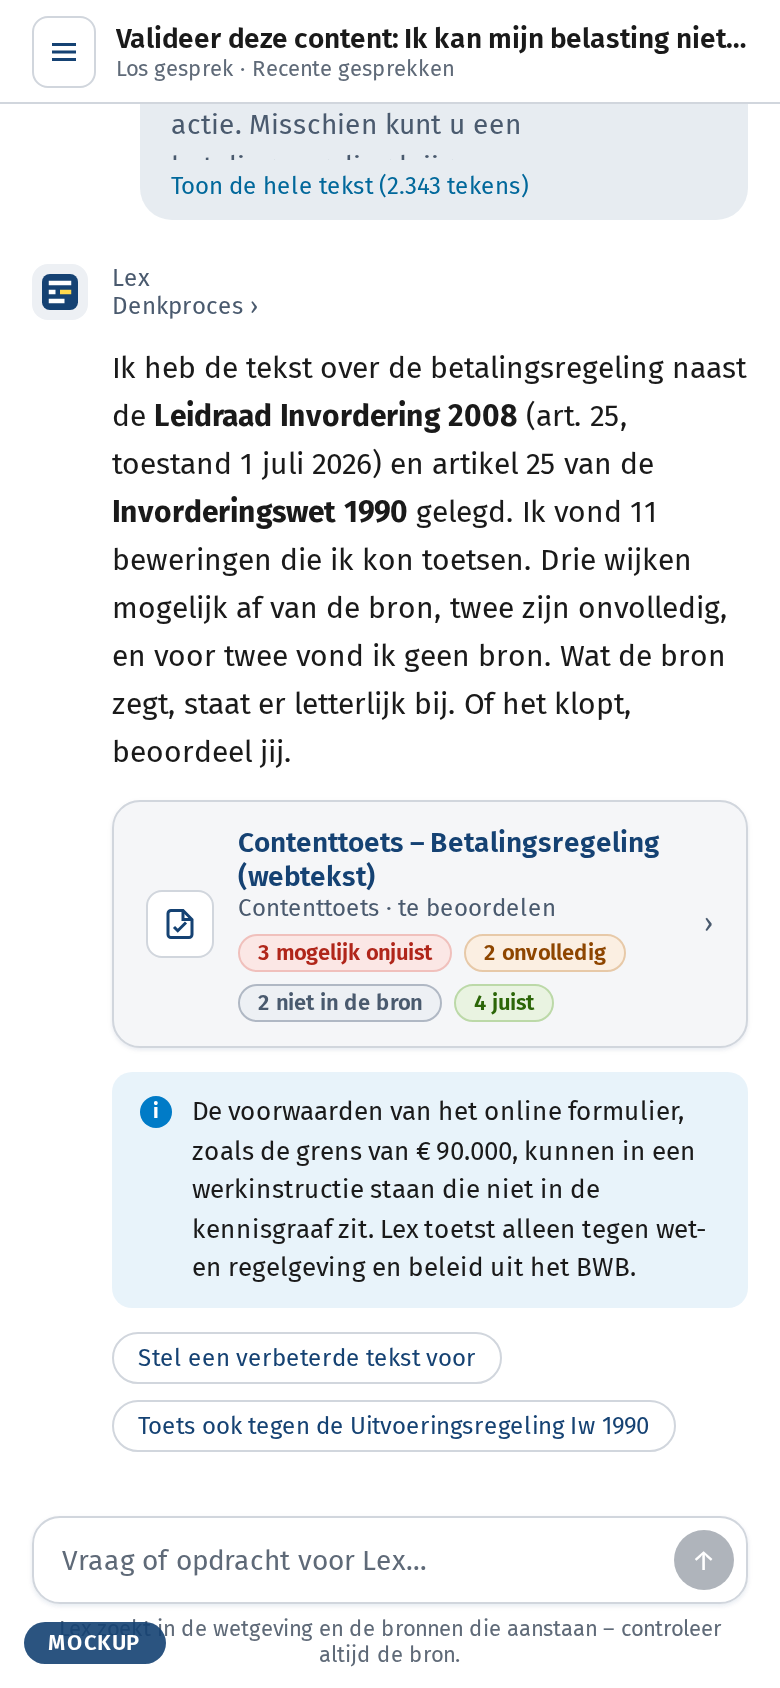 Valideer deze content: Ik kan mijn belasting niet…
Los gesprek · Recente gesprekken
actie. Misschien kunt u een
Toon de hele tekst (2.343 tekens)
Lex
Denkproces ›
Ik heb de tekst over de betalingsregeling naast
de Leidraad Invordering 2008 (art. 25,
toestand 1 juli 2026) en artikel 25 van de
Invorderingswet 1990 gelegd. Ik vond 11
beweringen die ik kon toetsen. Drie wijken
mogelijk af van de bron, twee zijn onvolledig,
en voor twee vond ik geen bron. Wat de bron
zegt, staat er letterlijk bij. Of het klopt,
beoordeel jij.
Contenttoets – Betalingsregeling
(webtekst)
Contenttoets · te beoordelen
3 mogelijk onjuist 2 onvolledig
2 niet in de bron 4 juist
De voorwaarden van het online formulier,
zoals de grens van € 90.000, kunnen in een
werkinstructie staan die niet in de
kennisgraaf zit. Lex toetst alleen tegen wet-
en regelgeving en beleid uit het BWB.
Stel een verbeterde tekst voor
Toets ook tegen de Uitvoeringsregeling Iw 1990
Vraag of opdracht voor Lex…
Lex zoekt in de wetgeving en de bronnen die aanstaan – controleer
altijd de bron.
MOCKUP